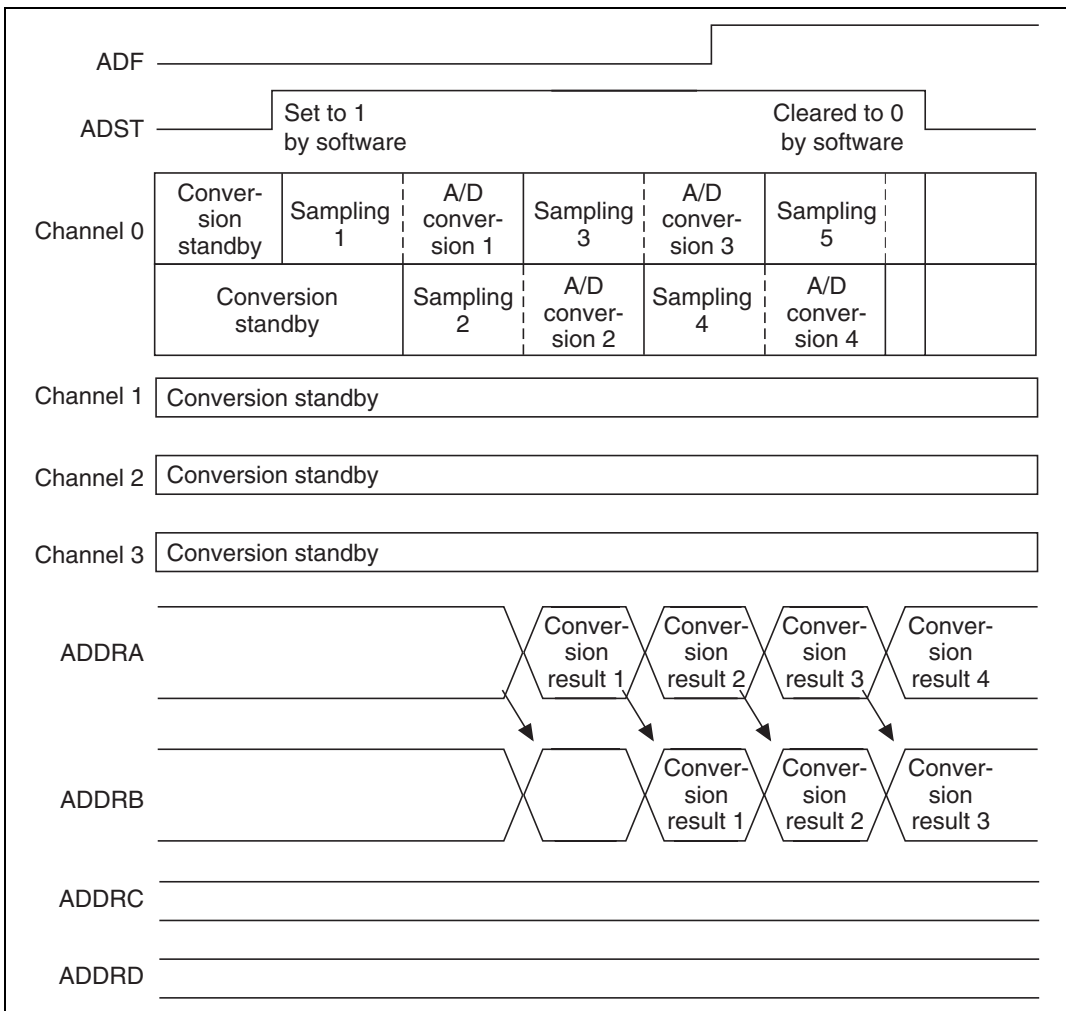 ADF
ADST
Set to 1
by software
Cleared to 0
by software
Channel 0
Conver-
sion
standby
Sampling
1
A/D
conver-
sion 1
Sampling
3
A/D
conver-
sion 3
Sampling
5
Conversion
standby
Sampling
2
A/D
conver-
sion 2
Sampling
4
A/D
conver-
sion 4
Channel 1
Conversion standby
Channel 2
Conversion standby
Channel 3
Conversion standby
ADDRA
Conver-
sion
result 1
Conver-
sion
result 2
Conver-
sion
result 3
Conver-
sion
result 4
ADDRB
Conver-
sion
result 1
Conver-
sion
result 2
Conver-
sion
result 3
ADDRC
ADDRD